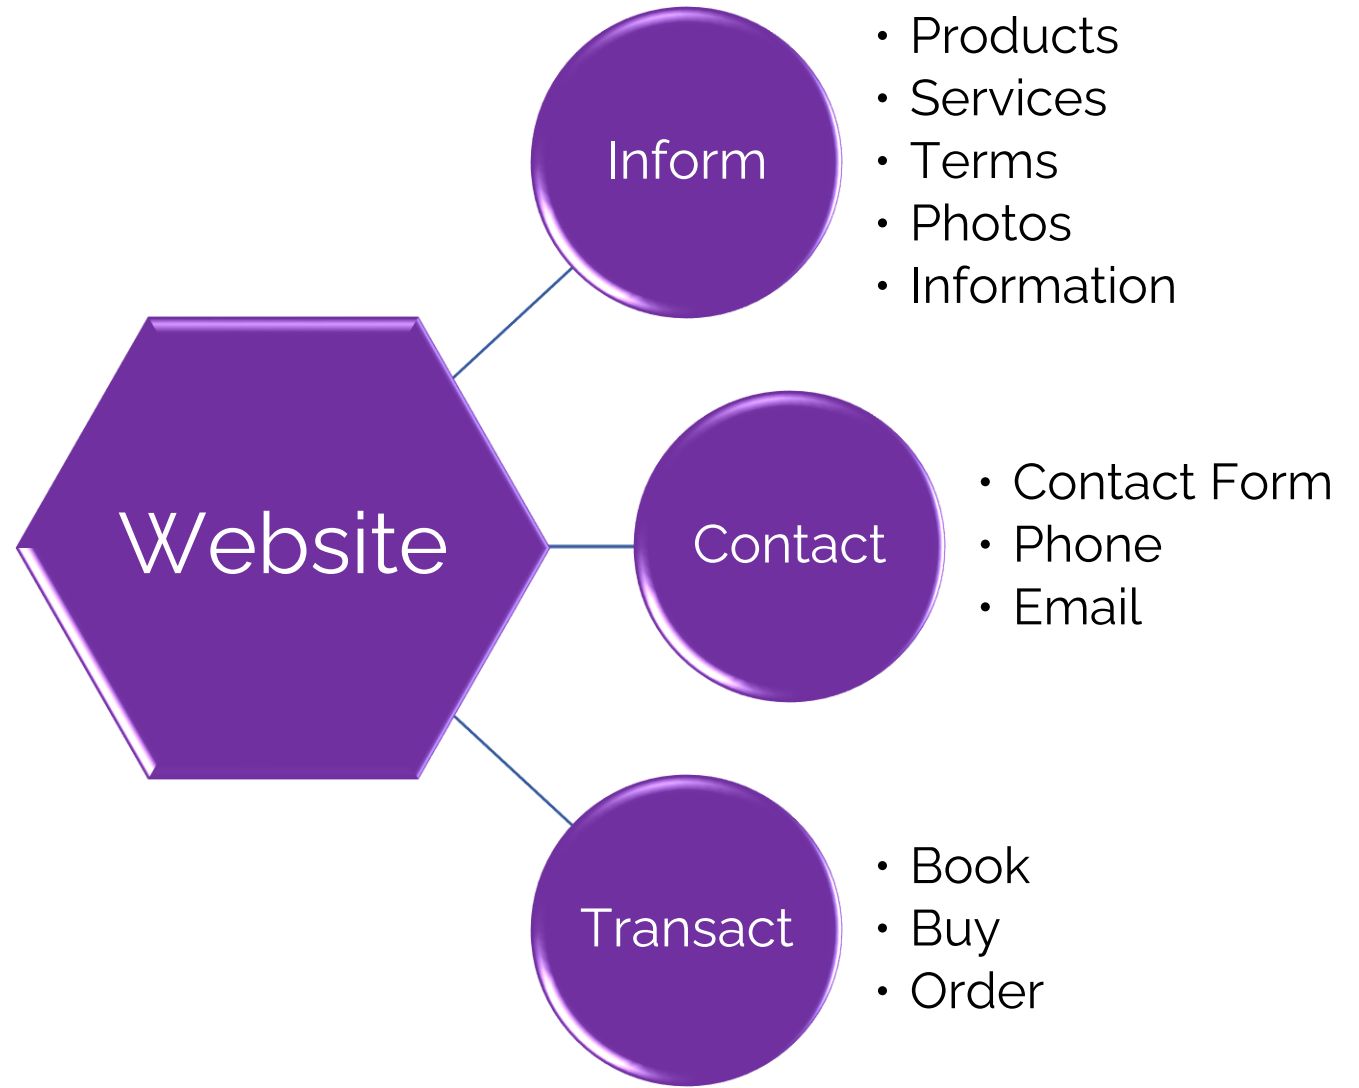 Website
Inform
• Products
• Services
• Terms
• Photos
• Information
Contact
• Contact Form
• Phone
• Email
Transact
• Book
• Buy
• Order